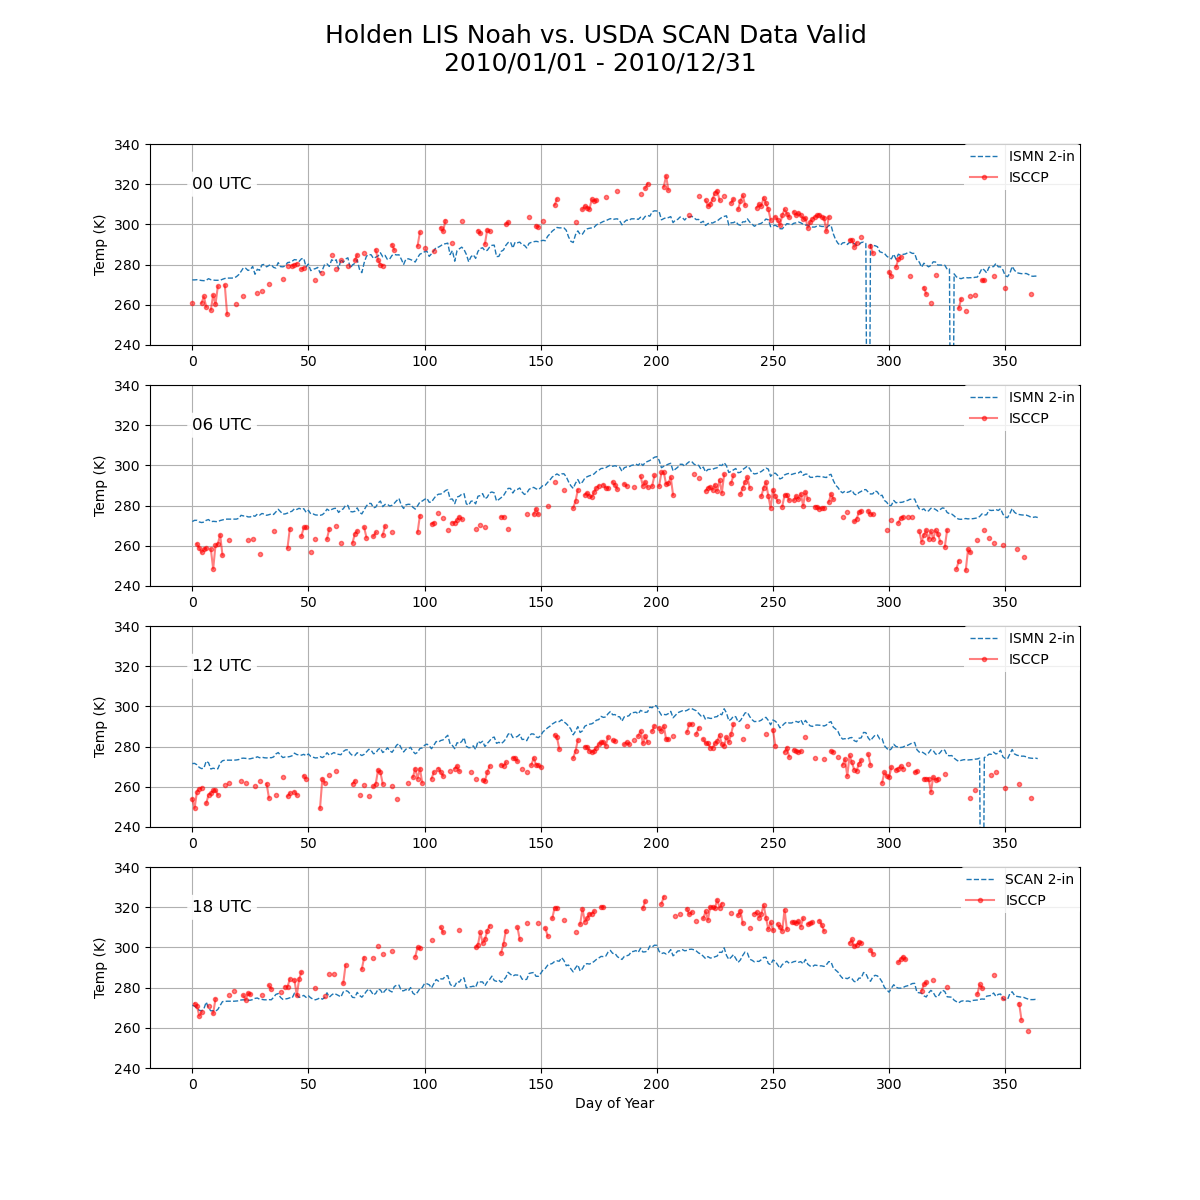 Holden LIS Noah vs. USDA SCAN Data Valid
2010/01/01 - 2010/12/31
340
320
300
280
260
240
Temp (K)
00 UTC
ISMN 2-in
ISCCP
0 50 100 150 200 250 300 350
340
320
300
280
260
240
Temp (K)
06 UTC
ISMN 2-in
ISCCP
0 50 100 150 200 250 300 350
340
320
300
280
260
240
Temp (K)
12 UTC
ISMN 2-in
ISCCP
0 50 100 150 200 250 300 350
340
320
300
280
260
240
Temp (K)
18 UTC
SCAN 2-in
ISCCP
0 50 100 150 200 250 300 350
Day of Year